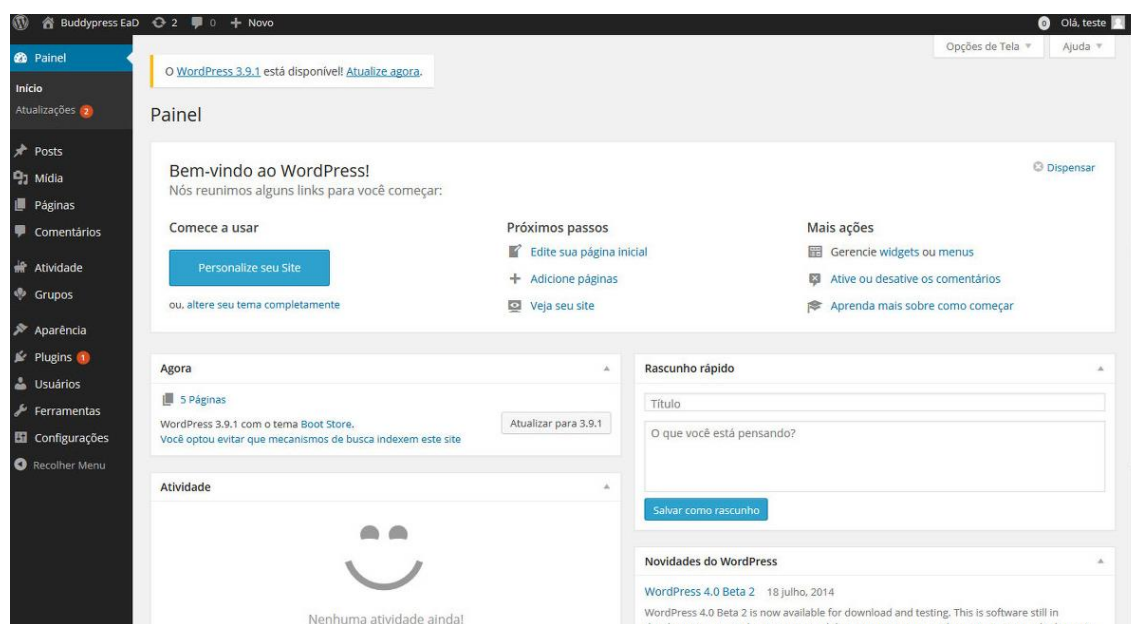 Buddypress EaD 2 0 + Novo 0 Olá, teste
Opções de Tela Ajuda
Painel
Início
Atualizações 2
Posts
Mídia
Páginas
Comentários
Atividade
Grupos
Aparência
Plugins 1
Usuários
Ferramentas
Configurações
Recolher Menu
O WordPress 3.9.1 está disponível! Atualize agora.
Painel
Bem-vindo ao WordPress!
Nós reunimos alguns links para você começar:
Dispensar
Comece a usar
Personalize seu Site
ou, altere seu tema completamente
Próximos passos
Edite sua página inicial
Adicione páginas
Veja seu site
Mais ações
Gerencie widgets ou menus
Ative ou desative os comentários
Aprenda mais sobre como começar
Agora
5 Páginas
WordPress 3.9.1 com o tema Boot Store.
Atualizar para 3.9.1
Você optou evitar que mecanismos de busca indexem este site
Atividade
Nenhuma atividade ainda!
Rascunho rápido
Título
O que você está pensando?
Salvar como rascunho
Novidades do WordPress
WordPress 4.0 Beta 2 18 julho, 2014
WordPress 4.0 Beta 2 is now available for download and testing. This is software still in